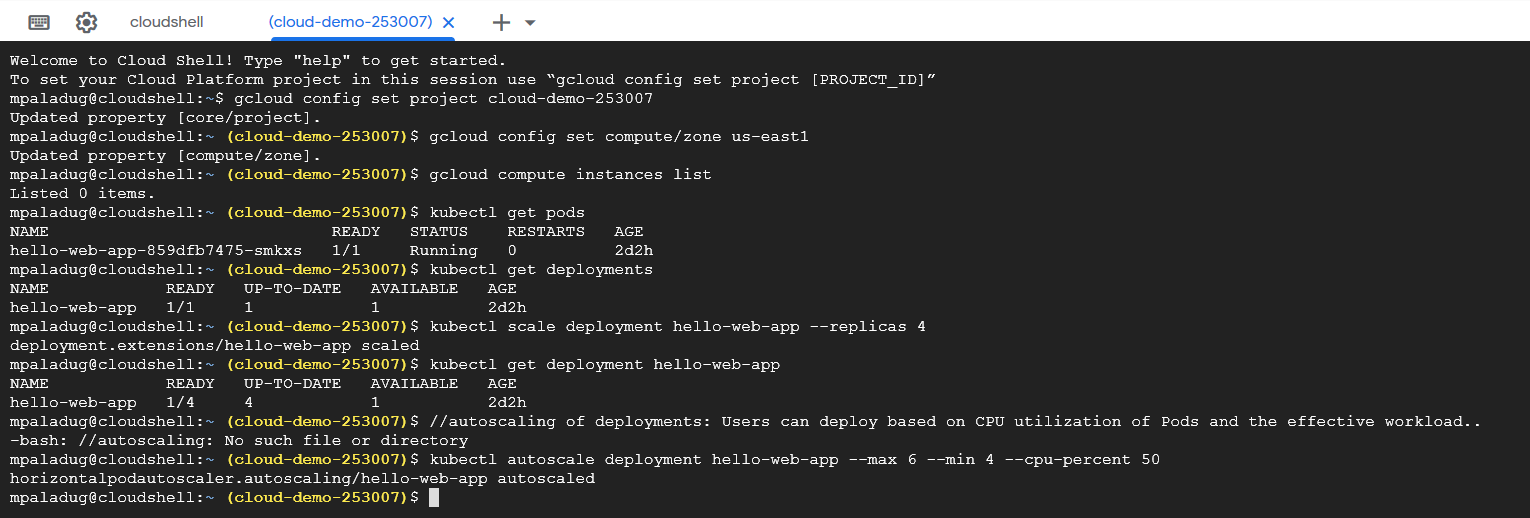 cloudshell (cloud-demo-253007)
Welcome to Cloud Shell! Type "help" to get started.
To set your Cloud Platform project in this session use “gcloud config set project [PROJECT_ID]”
mpaladug@cloudshell:~$ gcloud config set project cloud-demo-253007
Updated property [core/project].
mpaladug@cloudshell:~ (cloud-demo-253007)$ gcloud config set compute/zone us-east1
Updated property [compute/zone].
mpaladug@cloudshell:~ (cloud-demo-253007)$ gcloud compute instances list
Listed 0 items.
mpaladug@cloudshell:~ (cloud-demo-253007)$ kubectl get pods
NAME READY STATUS RESTARTS AGE
hello-web-app-859dfb7475-smkxs 1/1 Running 0 2d2h
mpaladug@cloudshell:~ (cloud-demo-253007)$ kubectl get deployments
NAME READY UP-TO-DATE AVAILABLE AGE
hello-web-app 1/1 1 1 2d2h
mpaladug@cloudshell:~ (cloud-demo-253007)$ kubectl scale deployment hello-web-app --replicas 4
deployment.extensions/hello-web-app scaled
mpaladug@cloudshell:~ (cloud-demo-253007)$ kubectl get deployment hello-web-app
NAME READY UP-TO-DATE AVAILABLE AGE
hello-web-app 1/4 4 1 2d2h
mpaladug@cloudshell:~ (cloud-demo-253007)$ //autoscaling of deployments: Users can deploy based on CPU utilization of Pods and the effective workload..
-bash: //autoscaling: No such file or directory
mpaladug@cloudshell:~ (cloud-demo-253007)$ kubectl autoscale deployment hello-web-app --max 6 --min 4 --cpu-percent 50
horizontalpodautoscaler.autoscaling/hello-web-app autoscaled
mpaladug@cloudshell:~ (cloud-demo-253007)$